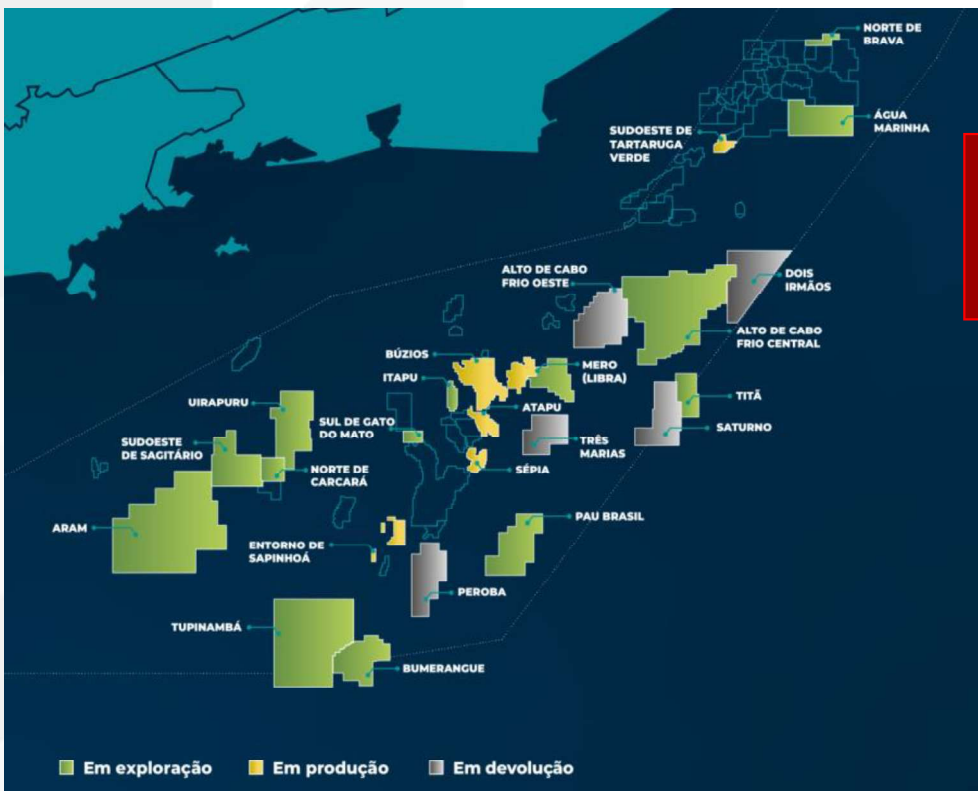 NORTE DE
BRAVA
ÁGUA
MARINHA
SUDOESTE DE
TARTARUGA
VERDE
ALTO DE CABO
FRIO OESTE
DOIS
IRMÃOS
ALTO DE CABO
FRIO CENTRAL
BÚZIOS
MERO
(LIBRA)
ITAPU
TITÃ
UIRAPURU
ATAPU
SUL DE GATO
DO MATO
SATURNO
SUDOESTE
DE SAGITÁRIO
TRÊS
MARIAS
NORTE DE
CARCARÁ
SÉPIA
ARAM
PAU BRASIL
ENTORNO DE
SAPINHOÁ
PEROBA
TUPINAMBÁ
BUMERANGUE
Em exploração
Em produção
Em devolução